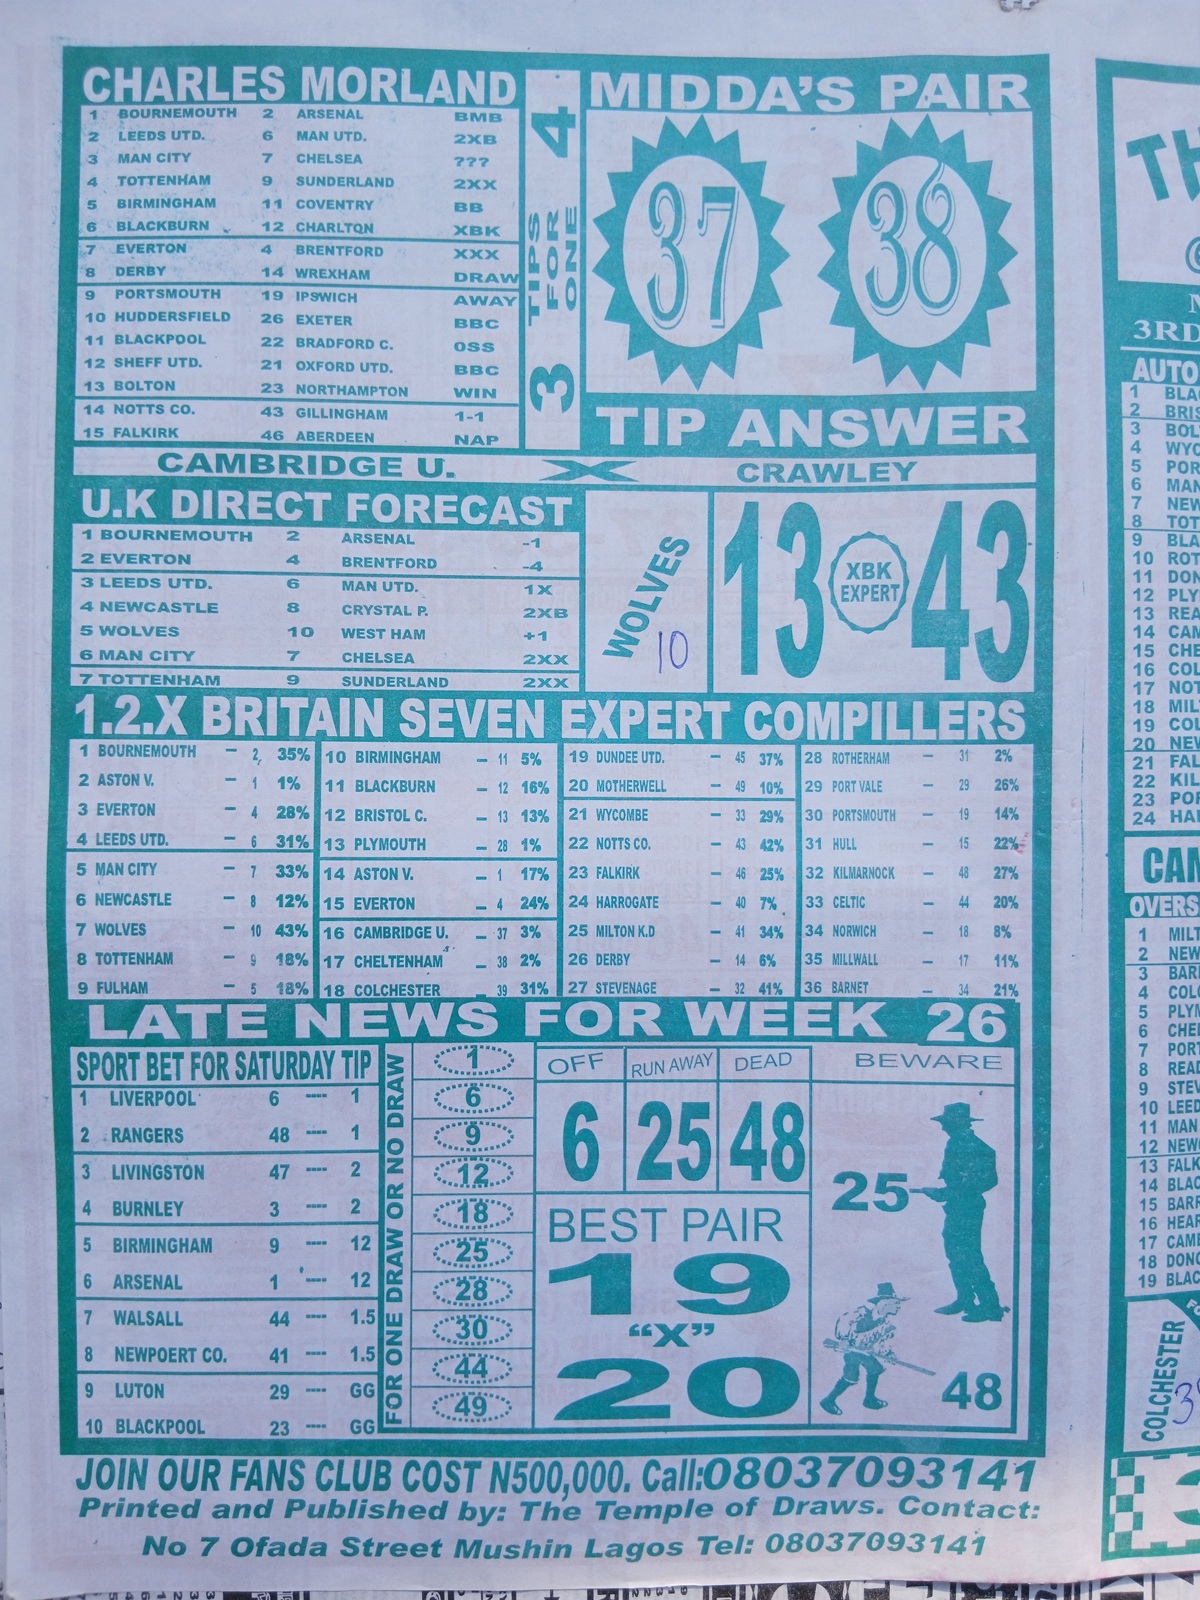 CHARLES MORLAND
1 BOURNEMOUTH 2 ARSENAL BMB
2 LEEDS UTD. 6 MAN UTD. 2XB
3 MAN CITY 7 CHELSEA ???
4 TOTTENHAM 9 SUNDERLAND 2XX
5 BIRMINGHAM 11 COVENTRY BB
6 BLACKBURN 12 CHARLTON XBK
7 EVERTON 4 BRENTFORD XXX
8 DERBY 14 WREXHAM DRAW
9 PORTSMOUTH 19 IPSWICH AWAY
10 HUDDERSFIELD 26 EXETER BBC
11 BLACKPOOL 22 BRADFORD C. OSS
12 SHEFF UTD. 21 OXFORD UTD. BBC
13 BOLTON 23 NORTHAMPTON WIN
14 NOTTS CO. 43 GILLINGHAM 1-1
15 FALKIRK 46 ABERDEEN NAP
3 TIPS FOR ONE 4
MIDDA'S PAIR
37 38
TIP ANSWER
CAMBRIDGE U. X CRAWLEY
U.K DIRECT FORECAST
1 BOURNEMOUTH 2 ARSENAL -1
2 EVERTON 4 BRENTFORD -4
3 LEEDS UTD. 6 MAN UTD. 1X
4 NEWCASTLE 8 CRYSTAL P. 2XB
5 WOLVES 10 WEST HAM +1
6 MAN CITY 7 CHELSEA 2XX
7 TOTTENHAM 9 SUNDERLAND 2XX
WOLVES
10
13 XBK EXPERT 43
1.2.X BRITAIN SEVEN EXPERT COMPILLERS
1 BOURNEMOUTH – 2, 35%
2 ASTON V. – 1 1%
3 EVERTON – 4 28%
4 LEEDS UTD. – 6 31%
5 MAN CITY – 7 33%
6 NEWCASTLE – 8 12%
7 WOLVES – 10 43%
8 TOTTENHAM – 9 18%
9 FULHAM – 5 18%
10 BIRMINGHAM – 11 5%
11 BLACKBURN – 12 16%
12 BRISTOL C. – 13 13%
13 PLYMOUTH – 28 1%
14 ASTON V. – 1 17%
15 EVERTON – 4 24%
16 CAMBRIDGE U. – 37 3%
17 CHELTENHAM – 38 2%
18 COLCHESTER – 39 31%
19 DUNDEE UTD. – 45 37%
20 MOTHERWELL – 49 10%
21 WYCOMBE – 33 29%
22 NOTTS CO. – 43 42%
23 FALKIRK – 46 25%
24 HARROGATE – 40 7%
25 MILTON K.D – 41 34%
26 DERBY – 14 6%
27 STEVENAGE – 32 41%
28 ROTHERHAM – 31 2%
29 PORT VALE – 29 26%
30 PORTSMOUTH – 19 14%
31 HULL – 15 22%
32 KILMARNOCK – 48 27%
33 CELTIC – 44 20%
34 NORWICH – 18 8%
35 MILLWALL – 17 11%
36 BARNET – 34 21%
LATE NEWS FOR WEEK 26
SPORT BET FOR SATURDAY TIP
1 LIVERPOOL 6 ---- 1
2 RANGERS 48 ---- 1
3 LIVINGSTON 47 ---- 2
4 BURNLEY 3 ---- 2
5 BIRMINGHAM 9 ---- 12
6 ARSENAL 1 ---- 12
7 WALSALL 44 ---- 1.5
8 NEWPOERT CO. 41 ---- 1.5
9 LUTON 29 ---- GG
10 BLACKPOOL 23 ---- GG
FOR ONE DRAW OR NO DRAW
1
6
9
12
18
25
28
30
44
49
OFF RUN AWAY DEAD
6 25 48
BEST PAIR
19
"X"
20
BEWARE
25
48
JOIN OUR FANS CLUB COST N500,000. Call:08037093141
Printed and Published by: The Temple of Draws. Contact:
No 7 Ofada Street Mushin Lagos Tel: 08037093141
3RD
AUTO
OVERS
COLCHESTER